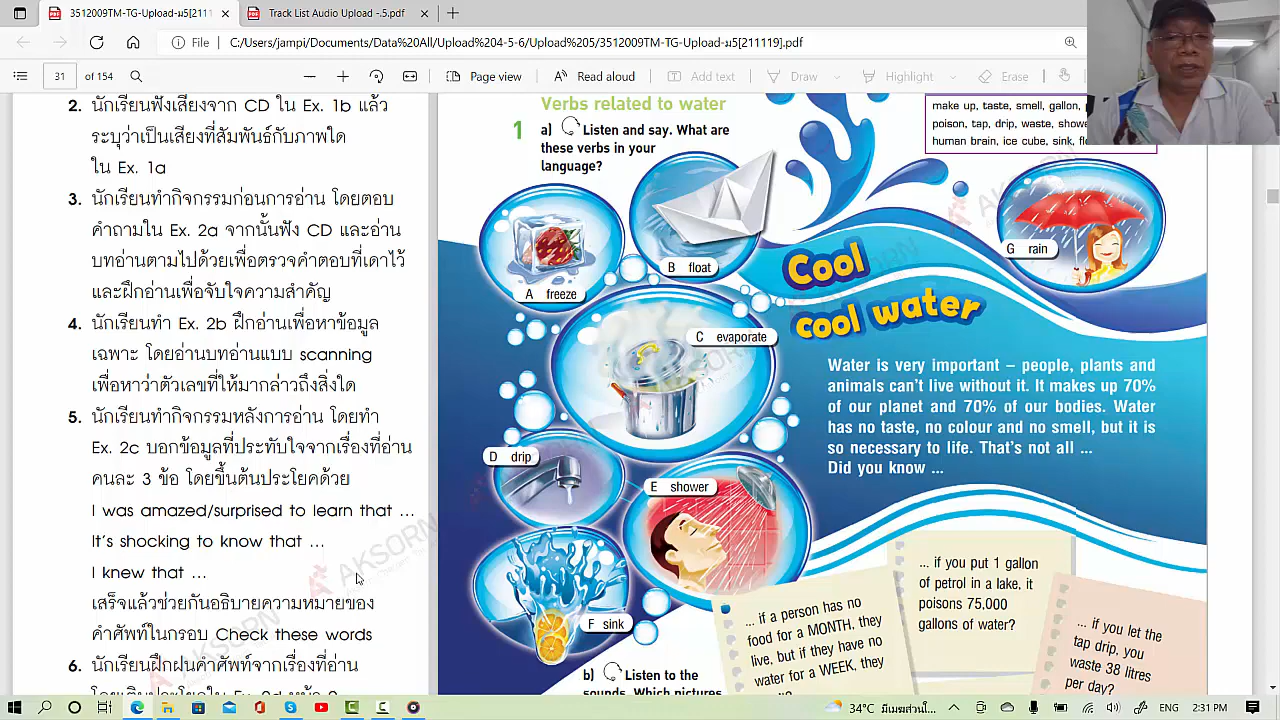 3512009TM-TG-Upload-ม5[2111
Track List Audio Upload -.5.pdf
File
C:/Users/jampi/Documents/Data%20All/Upload%204-5-6/Upload%205/3512009TM-TG-Upload-ม5[211119].pdf
31 of 154
Page view
Read aloud
Add text
Draw
Highlight
Erase
2. นักเรียนฟังเสียงจาก CD ใน Ex. 1b แล้ว
ระบุว่าเป็นเสียงที่สัมพันธ์กับภาพใด
ใน Ex. 1a
3. นักเรียนทำกิจกรรมก่อนการอ่าน โดยตอบ
คำถามใน Ex. 2a จากนั้นฟัง CD และอ่าน
บทอ่านตามไปด้วยเพื่อตรวจคำตอบที่เดาไว้
และฝึกอ่านเพื่อจับใจความสำคัญ
4. นักเรียนทำ Ex. 2b ฝึกอ่านเพื่อหาข้อมูล
เฉพาะ โดยอ่านบทอ่านแบบ scanning
เพื่อหาว่าตัวเลขที่ให้มากล่าวถึงสิ่งใด
5. นักเรียนทำกิจกรรมหลังการอ่าน โดยทำ
Ex. 2c บอกข้อมูลที่ประทับใจจากเรื่องที่อ่าน
คนละ 3 ข้อ โดยขึ้นต้นประโยคด้วย
I was amazed/surprised to learn that ...
It's shocking to know that ...
I knew that ...
เสร็จแล้วช่วยกันอธิบายความหมายของ
คำศัพท์ในกรอบ Check these words
6. นักเรียนฝึกฝนคำศัพท์จากเรื่องที่อ่าน
Verbs related to water
1 a) Listen and say. What are
these verbs in your
language?
make up, taste, smell, gallon,
poison, tap, drip, waste,
human brain, ice cube, sink,
A freeze
B float
G rain
Cool
cool water
C evaporate
Water is very important – people, plants and
animals can't live without it. It makes up 70%
of our planet and 70% of our bodies. Water
has no taste, no colour and no smell, but it is
so necessary to life. That's not all ...
Did you know ...
D drip
E shower
F sink
... if a person has no
food for a MONTH, they
live, but if they have no
water for a WEEK, they
... if you put 1 gallon
of petrol in a lake, it
poisons 75,000
gallons of water?
... if you let the
tap drip, you
waste 38 litres
per day?
b) Listen to the
sounds. Which pictures
AKSORN
34°C มีเมฆส่วนใ...
ENG
2:31 PM